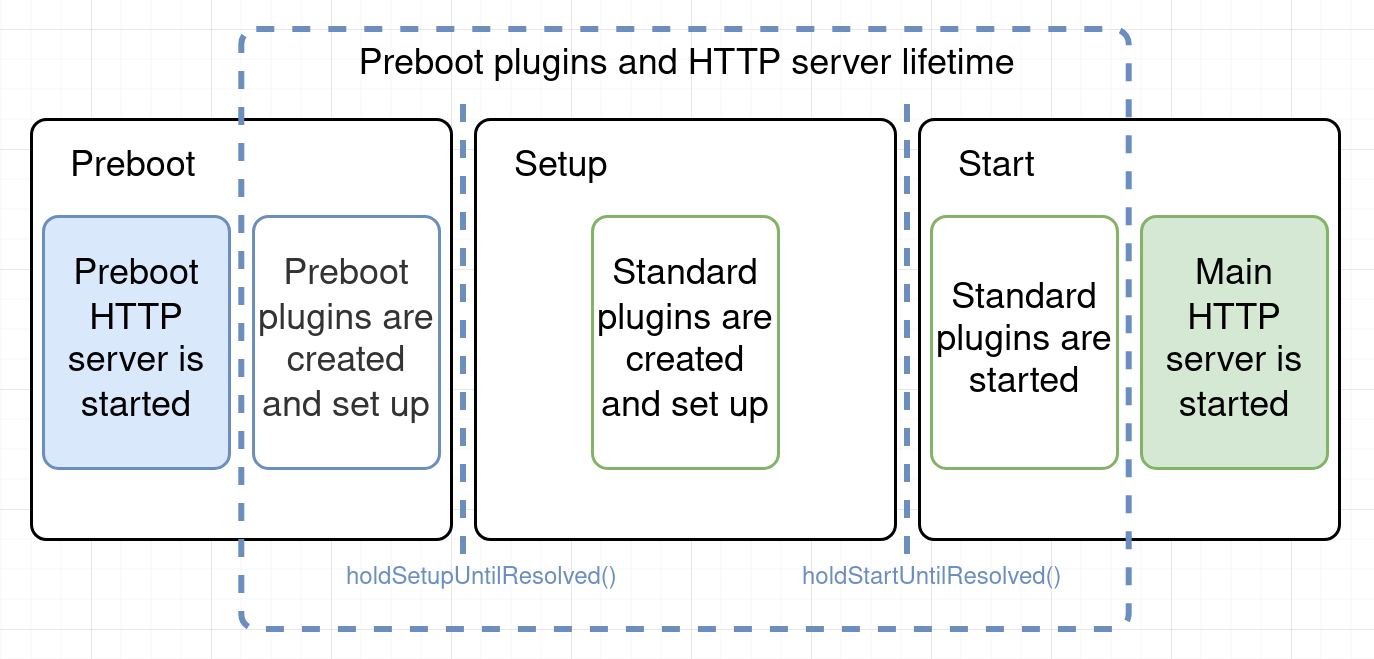 Preboot plugins and HTTP server lifetime
Preboot
Preboot
HTTP
server is
started
Preboot
plugins are
created
and set up
Setup
Standard
plugins are
created
and set up
Start
Standard
plugins are
started
Main
HTTP
server is
started
holdSetupUntilResolved()
holdStartUntilResolved()